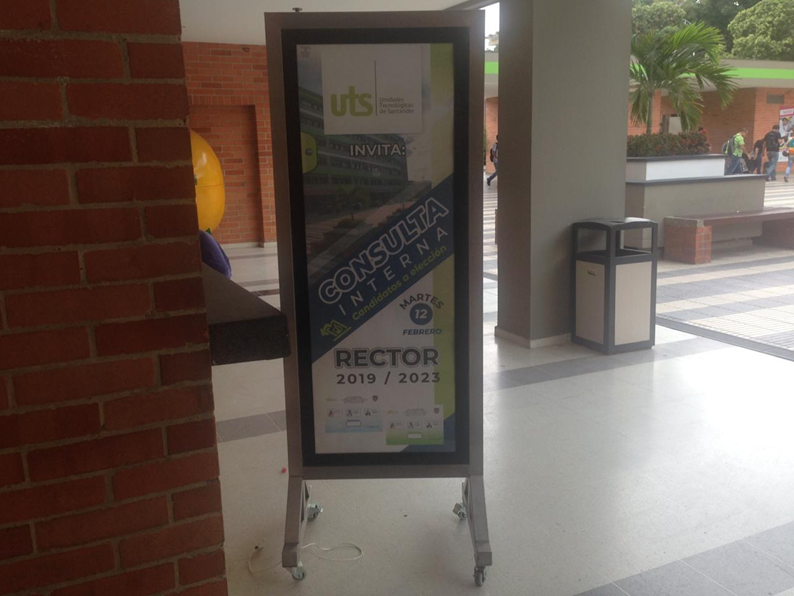 uts
Unidades
Tecnológicas
de Santander
INVITA:
CONSULTA
INTERNA
Candidatos a elección
MARTES
12
FEBRERO
RECTOR
2019 / 2023